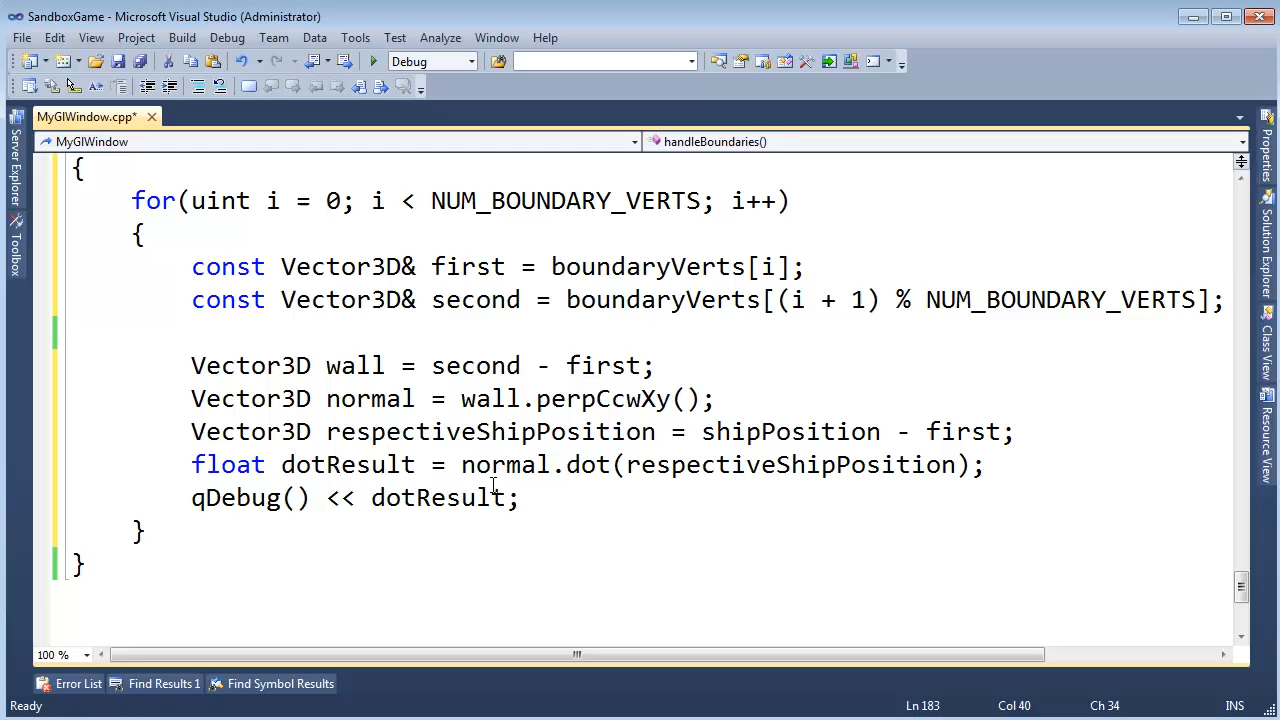 SandboxGame - Microsoft Visual Studio (Administrator)
File Edit View Project Build Debug Team Data Tools Test Analyze Window Help
Debug
MyGlWindow.cpp*
MyGlWindow handleBoundaries()
{
for(uint i = 0; i < NUM_BOUNDARY_VERTS; i++)
{
const Vector3D& first = boundaryVerts[i];
const Vector3D& second = boundaryVerts[(i + 1) % NUM_BOUNDARY_VERTS];
Vector3D wall = second - first;
Vector3D normal = wall.perpCcwXy();
Vector3D respectiveShipPosition = shipPosition - first;
float dotResult = normal.dot(respectiveShipPosition);
qDebug() << dotResult;
}
}
100 %
Error List Find Results 1 Find Symbol Results
Ready Ln 183 Col 40 Ch 34 INS
Server Explorer
Toolbox
Properties
Solution Explorer
Class View
Resource View